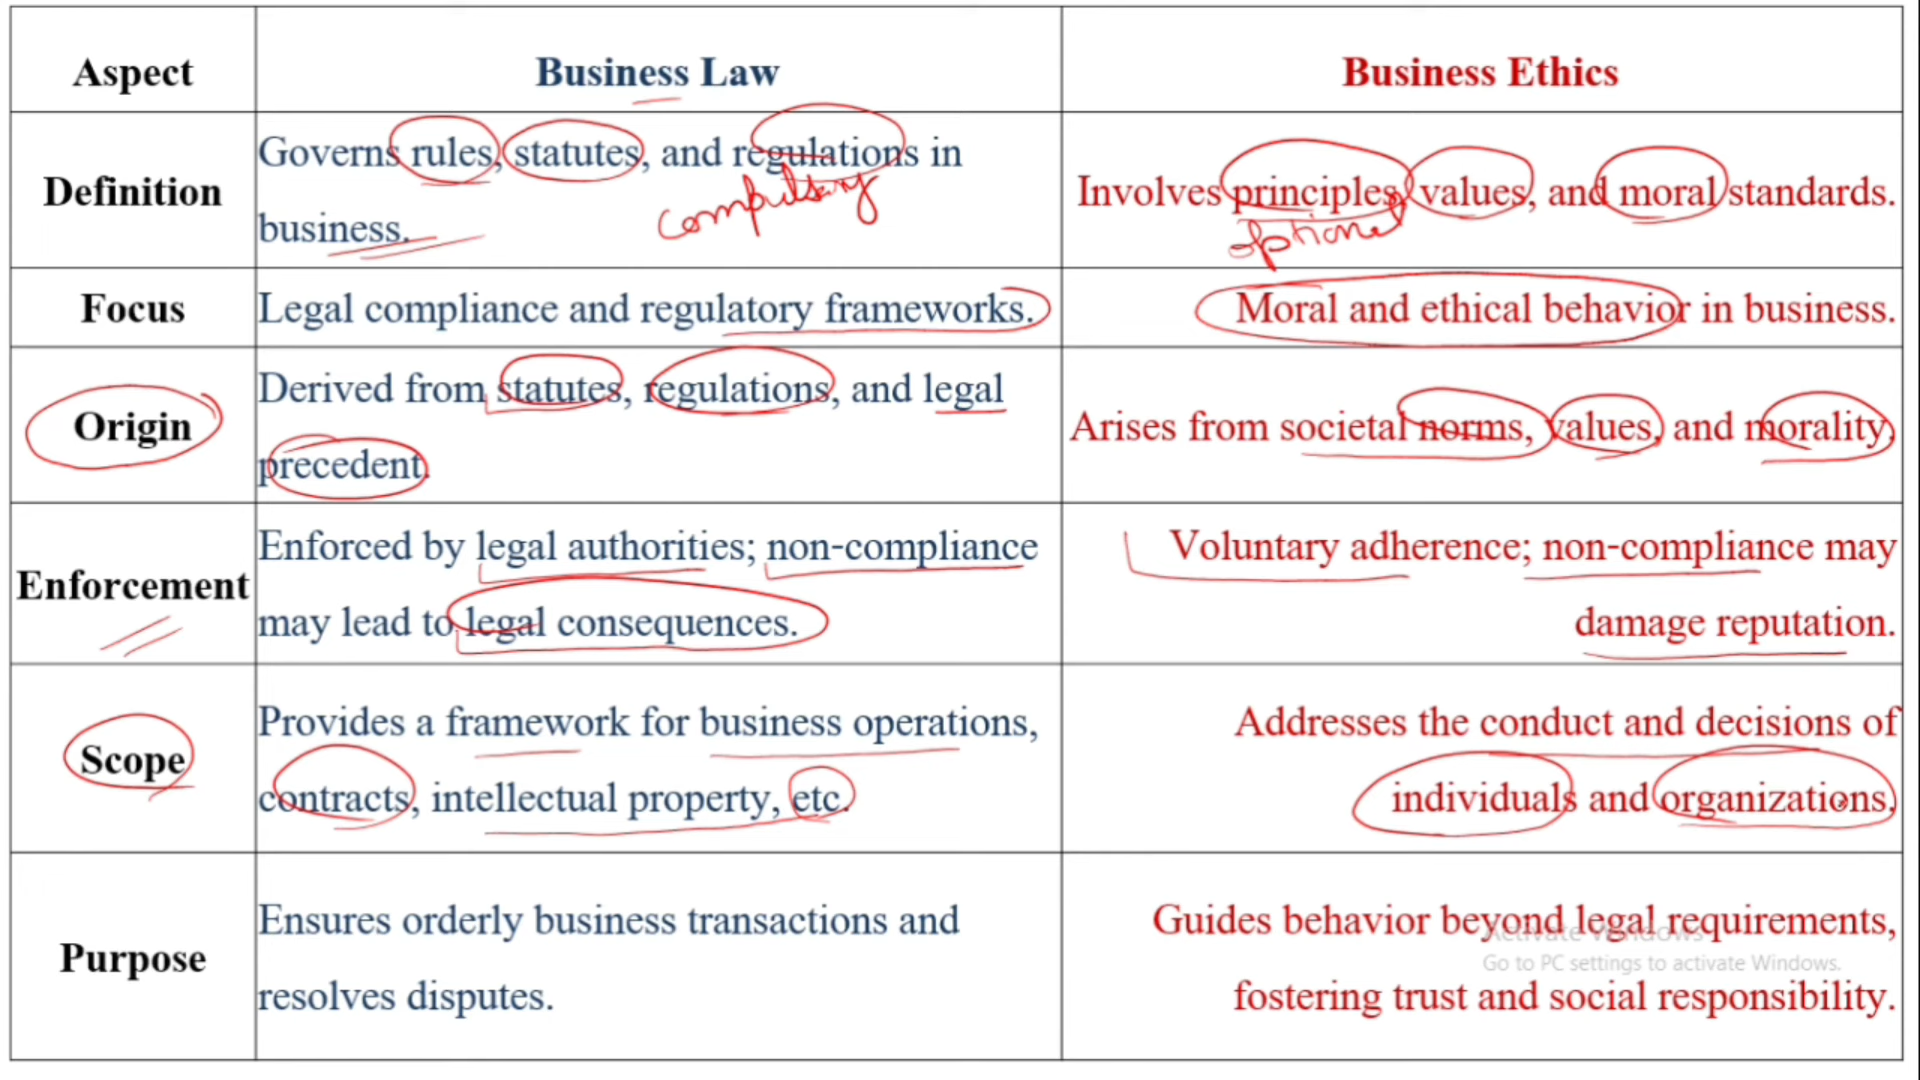 Aspect
Business Law
Business Ethics
Definition
Governs rules, statutes, and regulations in
business.
compulsory
Involves principles, values, and moral standards.
optional
Focus
Legal compliance and regulatory frameworks.
Moral and ethical behavior in business.
Origin
Derived from statutes, regulations, and legal
precedent.
Arises from societal norms, values, and morality.
Enforcement
Enforced by legal authorities; non-compliance
may lead to legal consequences.
Voluntary adherence; non-compliance may
damage reputation.
Scope
Provides a framework for business operations,
contracts, intellectual property, etc.
Addresses the conduct and decisions of
individuals and organizations.
Purpose
Ensures orderly business transactions and
resolves disputes.
Guides behavior beyond legal requirements,
fostering trust and social responsibility.
Activate Windows
Go to PC settings to activate Windows.